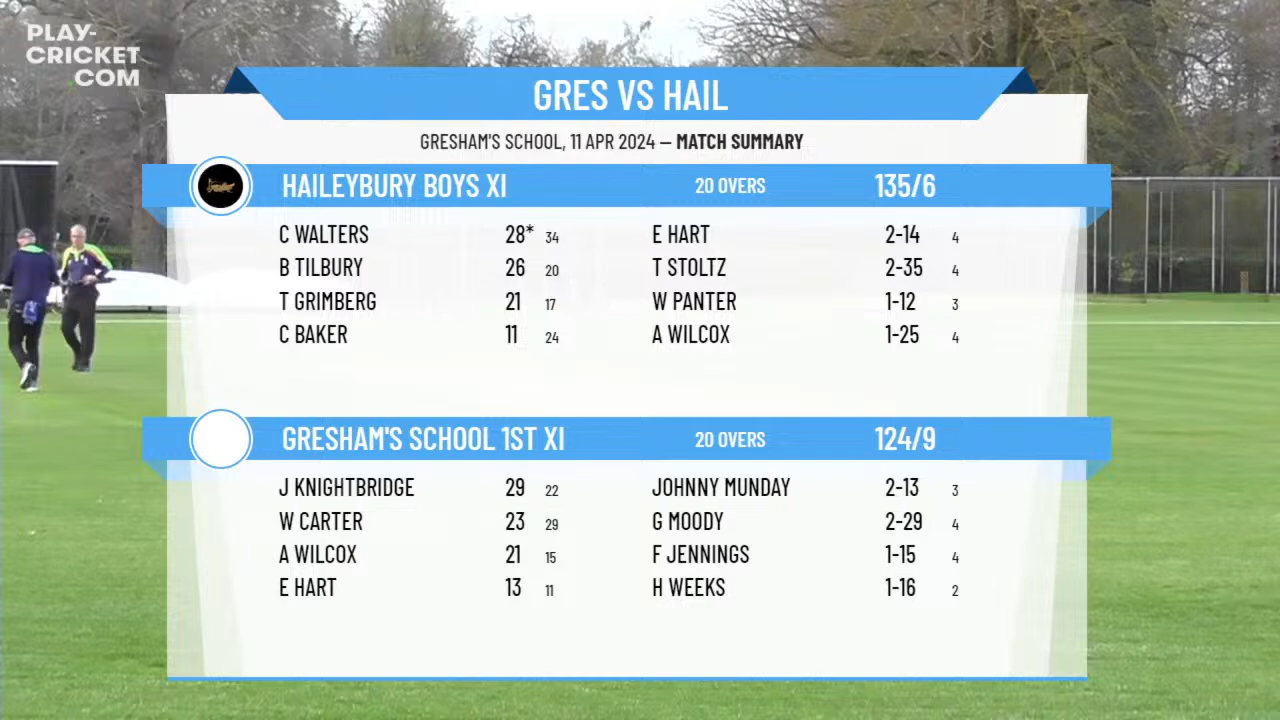 PLAY-
CRICKET
.COM
GRES VS HAIL
GRESHAM'S SCHOOL, 11 APR 2024 – MATCH SUMMARY
HAILEYBURY BOYS XI 20 OVERS 135/6
C WALTERS 28* 34 E HART 2-14 4
B TILBURY 26 20 T STOLTZ 2-35 4
T GRIMBERG 21 17 W PANTER 1-12 3
C BAKER 11 24 A WILCOX 1-25 4
GRESHAM'S SCHOOL 1ST XI 20 OVERS 124/9
J KNIGHTBRIDGE 29 22 JOHNNY MUNDAY 2-13 3
W CARTER 23 29 G MOODY 2-29 4
A WILCOX 21 15 F JENNINGS 1-15 4
E HART 13 11 H WEEKS 1-16 2